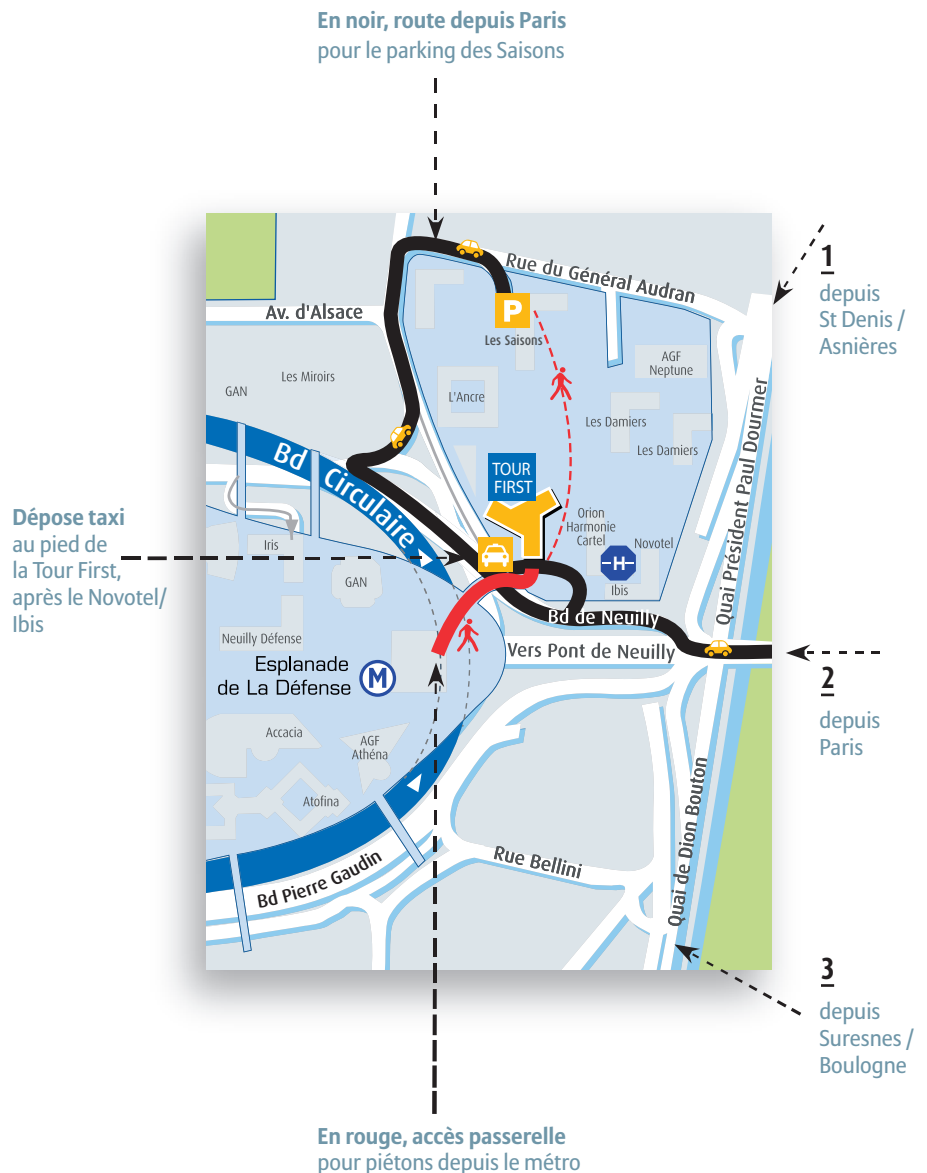 En noir, route depuis Paris
pour le parking des Saisons
1
depuis
St Denis /
Asnières
Rue du Général Audran
Av. d'Alsace
P
Les Saisons
AGF
Neptune
GAN
Les Miroirs
L'Ancre
Les Damiers
Les Damiers
Quai Président Paul Dourmer
Bd Circulaire
TOUR
FIRST
Dépose taxi
au pied de
la Tour First,
après le Novotel/
Ibis
Orion
Harmonie
Cartel
Novotel
H
Ibis
Iris
GAN
Bd de Neuilly
Neuilly Défense
Vers Pont de Neuilly
Esplanade
de La Défense
M
2
depuis
Paris
Accacia
AGF
Athéna
Atofina
Bd Pierre Gaudin
Rue Bellini
Quai de Dion Bouton
3
depuis
Suresnes /
Boulogne
En rouge, accès passerelle
pour piétons depuis le métro